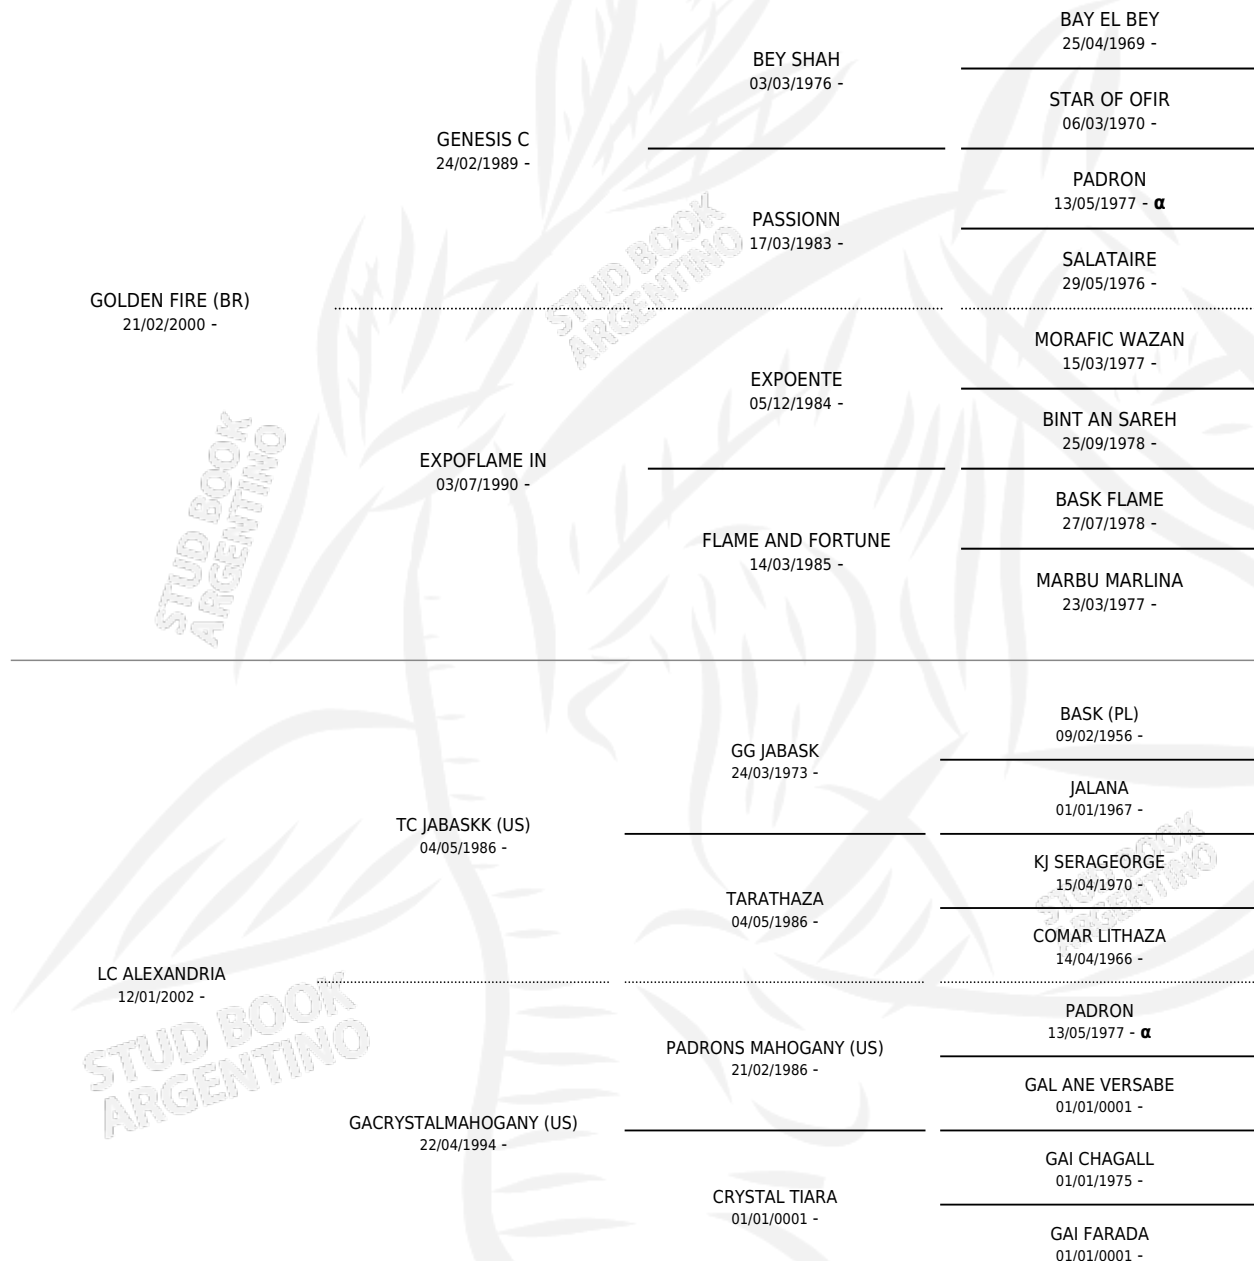 BAY EL BEY
25/04/1969 -
BEY SHAH
03/03/1976 -
STAR OF OFIR
06/03/1970 -
GENESIS C
24/02/1989 -
PADRON
13/05/1977 - α
PASSIONN
17/03/1983 -
SALATAIRE
29/05/1976 -
GOLDEN FIRE (BR)
21/02/2000 -
MORAFIC WAZAN
15/03/1977 -
EXPOENTE
05/12/1984 -
BINT AN SAREH
25/09/1978 -
EXPOFLAME IN
03/07/1990 -
BASK FLAME
27/07/1978 -
FLAME AND FORTUNE
14/03/1985 -
MARBU MARLINA
23/03/1977 -
BASK (PL)
09/02/1956 -
GG JABASK
24/03/1973 -
JALANA
01/01/1967 -
TC JABASKK (US)
04/05/1986 -
KJ SERAGEORGE
15/04/1970 -
TARATHAZA
04/05/1986 -
COMAR LITHAZA
14/04/1966 -
LC ALEXANDRIA
12/01/2002 -
PADRON
13/05/1977 - α
PADRONS MAHOGANY (US)
21/02/1986 -
GAL ANE VERSABE
01/01/0001 -
GACRYSTALMAHOGANY (US)
22/04/1994 -
GAI CHAGALL
01/01/1975 -
CRYSTAL TIARA
01/01/0001 -
GAI FARADA
01/01/0001 -
STUD BOOK
ARGENTINO
STUD BOOK
ARGENTINO
STUD BOOK
ARGENTINO
STUD BOOK
ARGENTINO